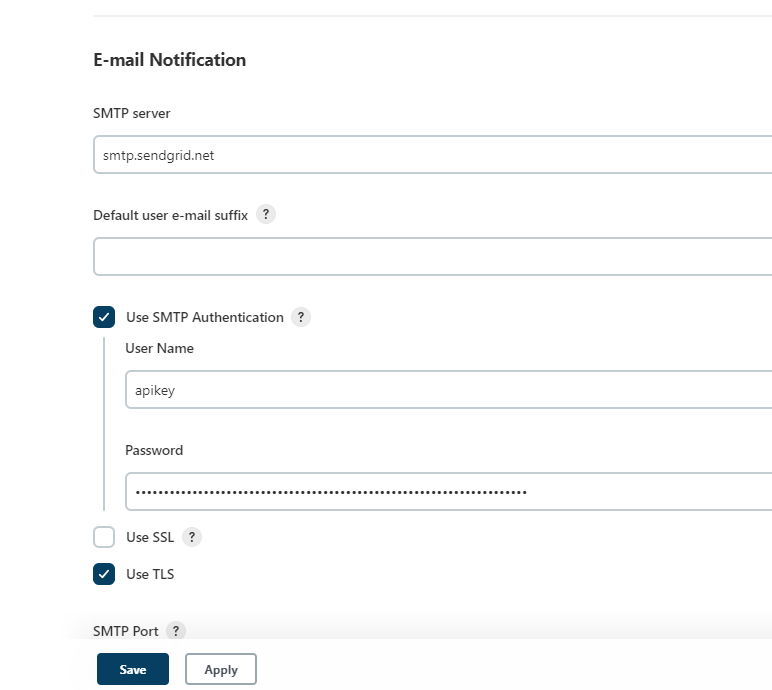 E-mail Notification
SMTP server
smtp.sendgrid.net
Default user e-mail suffix ?
Use SMTP Authentication ?
User Name
apikey
Password
••••••••••••••••••••••••••••••••••••••••••••••••••••••••••••••••••••
Use SSL ?
Use TLS
SMTP Port ?
Save Apply